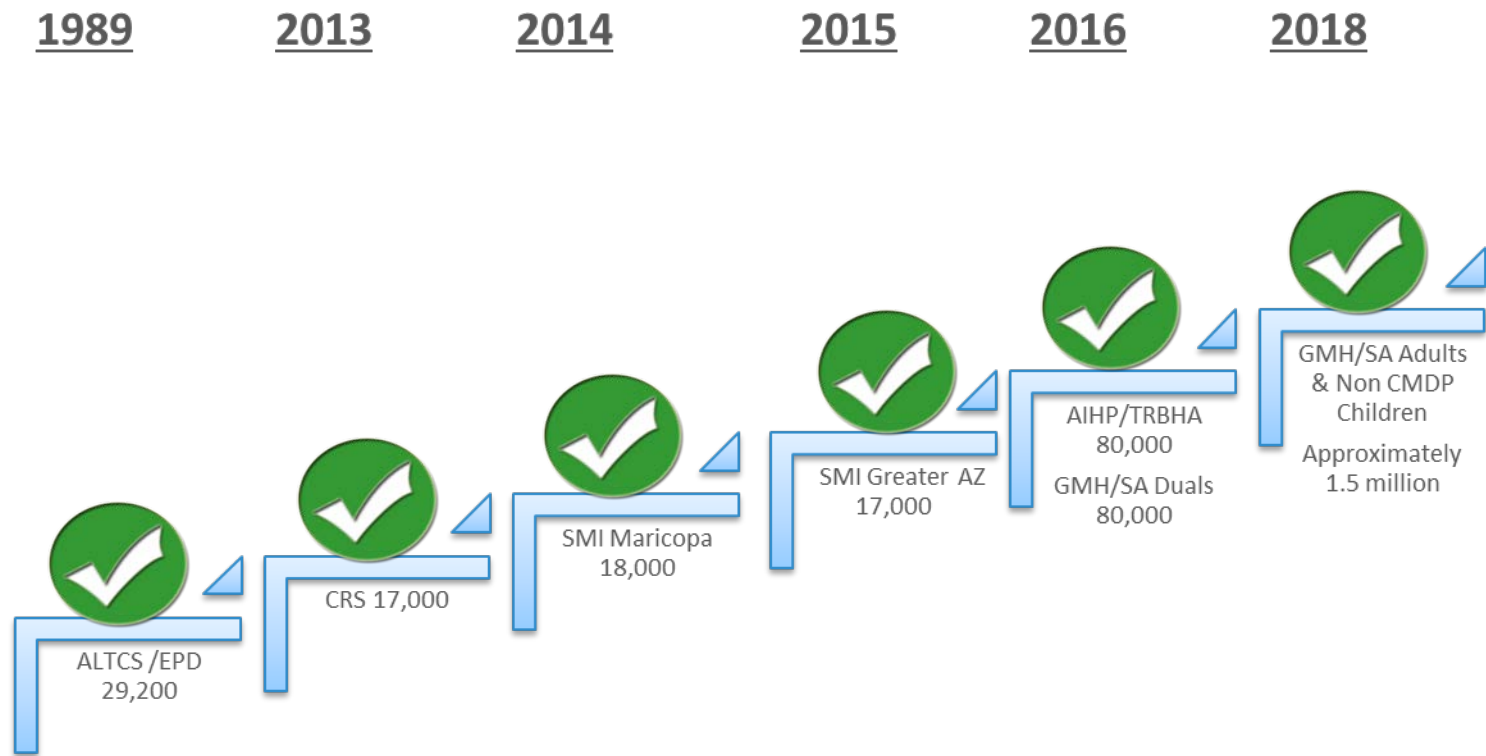 1989
2013
2014
2015
2016
2018
ALTCS /EPD
29,200
CRS 17,000
SMI Maricopa
18,000
SMI Greater AZ
17,000
AIHP/TRBHA
80,000
GMH/SA Duals
80,000
GMH/SA Adults
& Non CMDP
Children
Approximately
1.5 million